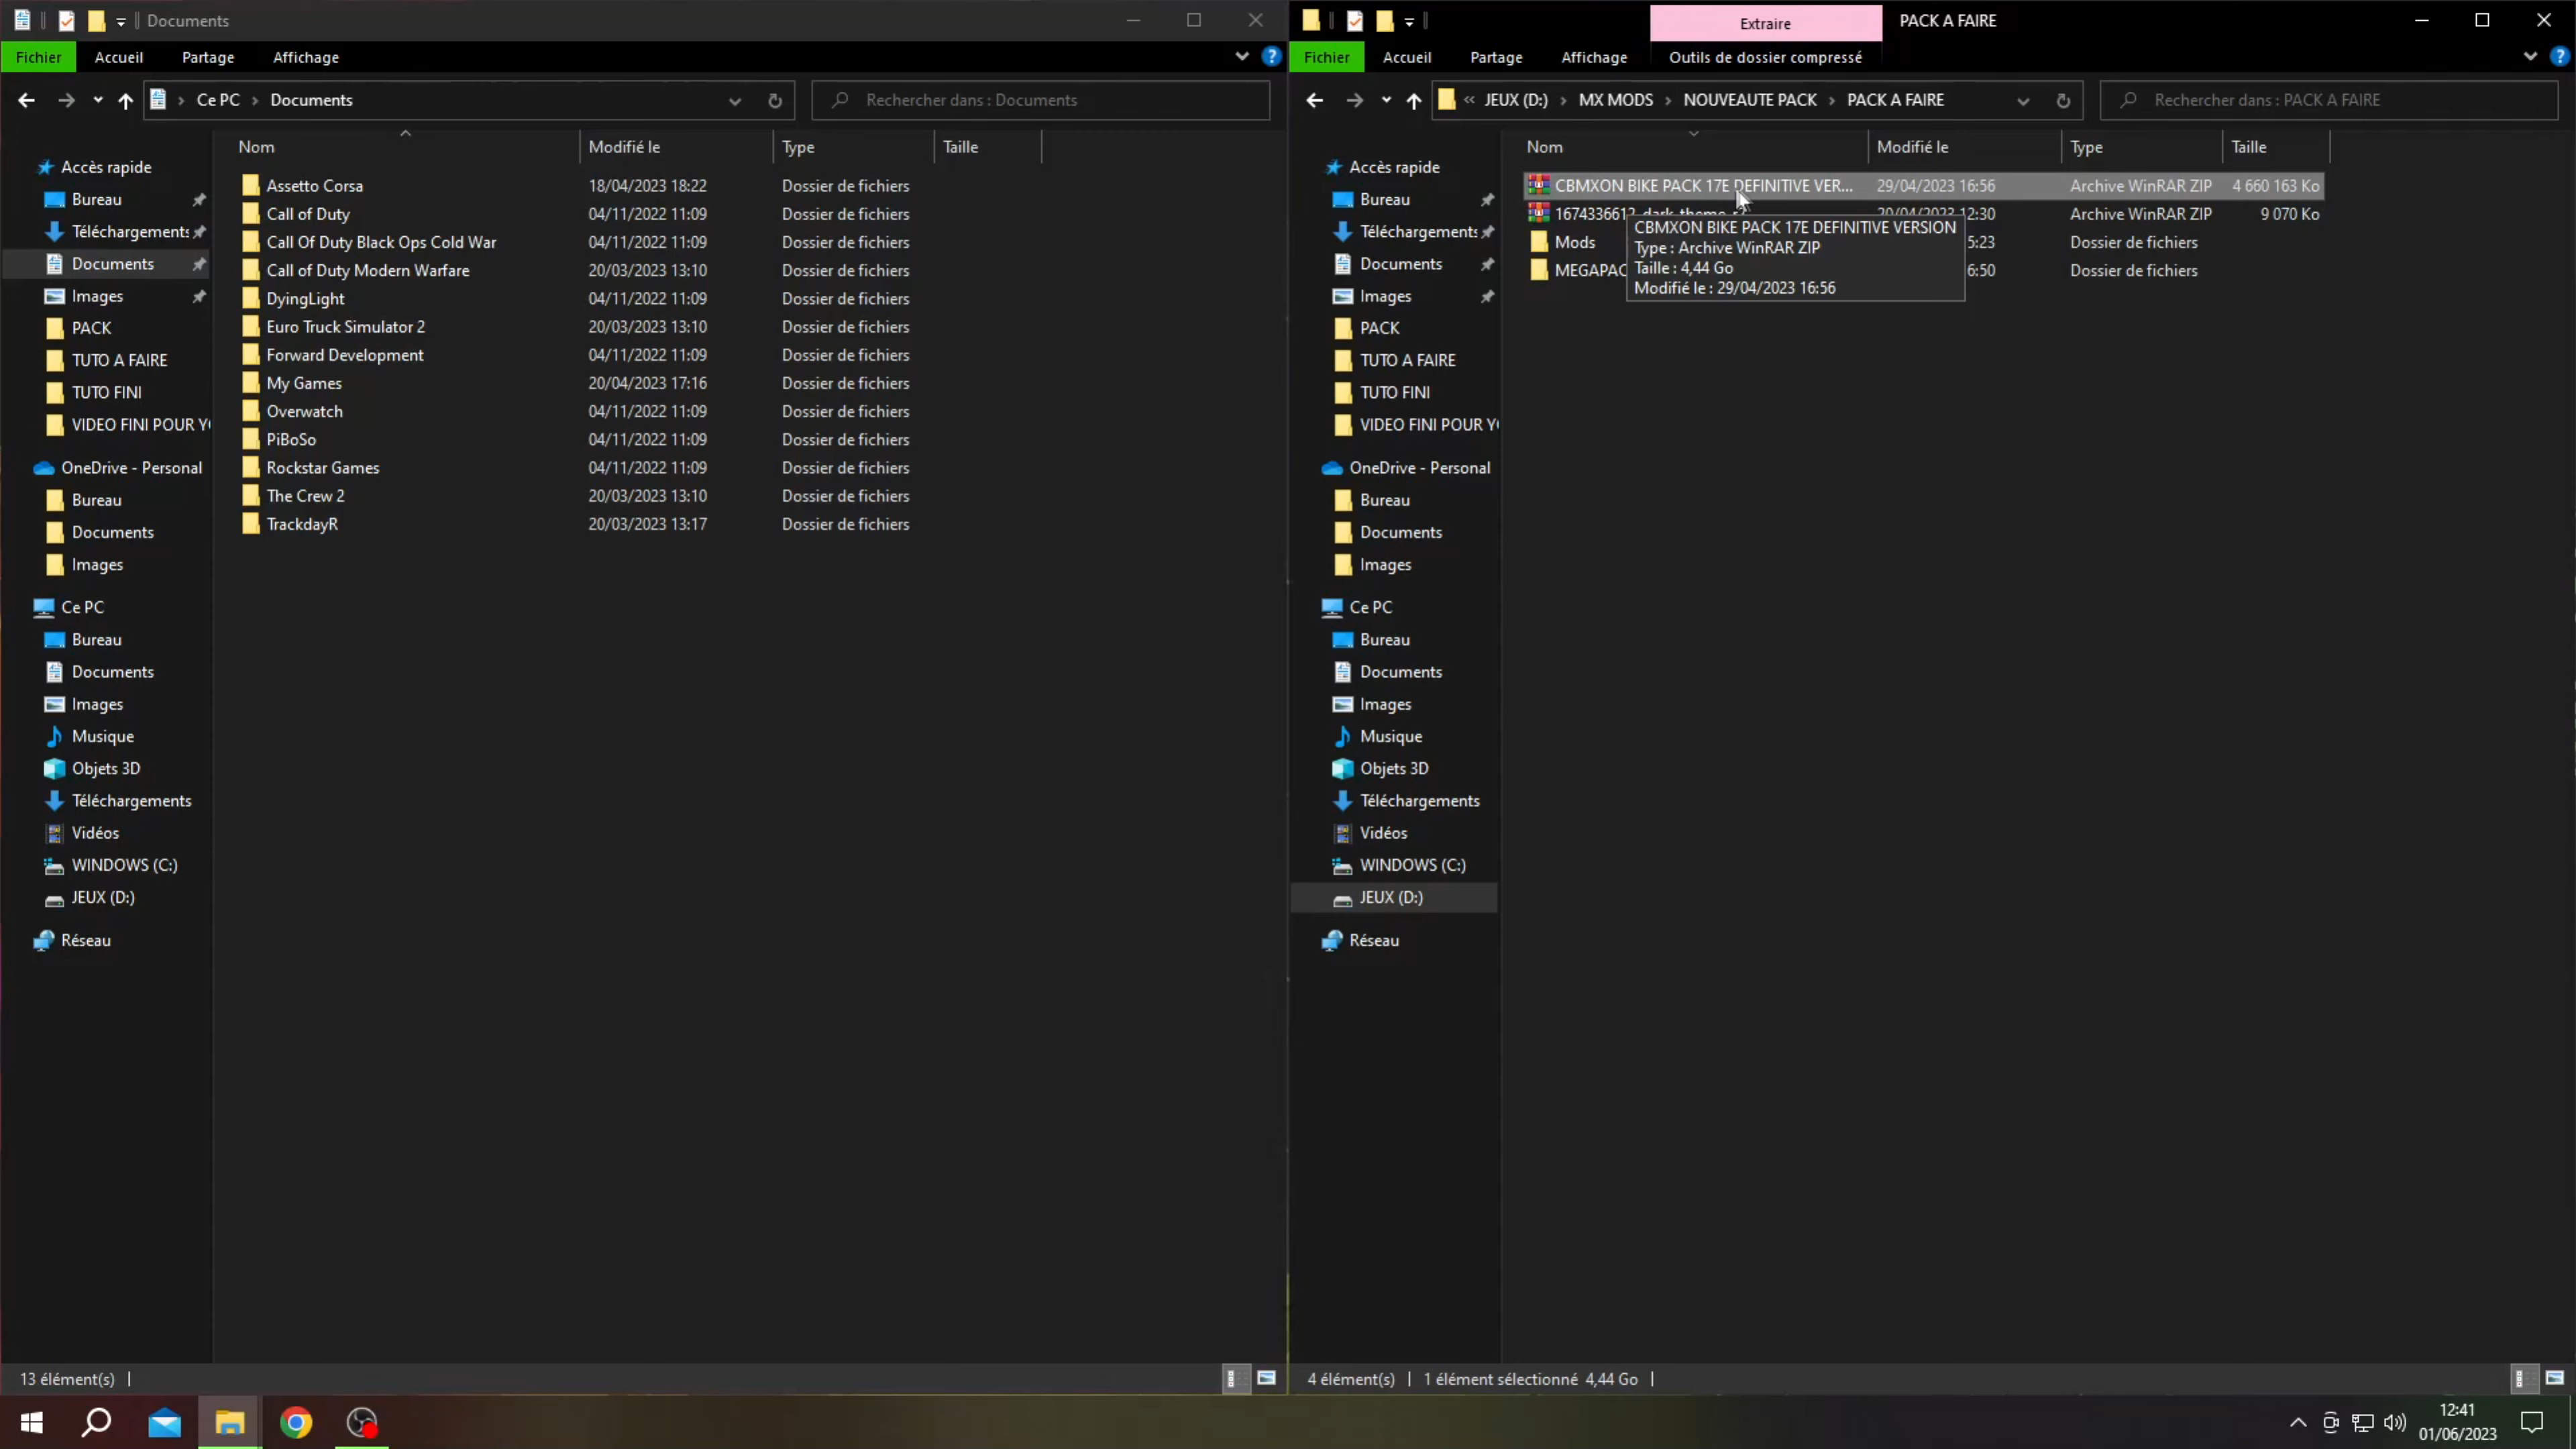 Documents
Fichier
Accueil
Partage
Affichage
Ce PC
Documents
Rechercher dans : Documents
Nom
Modifié le
Type
Taille
Accès rapide
Bureau
Téléchargements
Documents
Images
PACK
TUTO A FAIRE
TUTO FINI
VIDEO FINI POUR Y
OneDrive - Personal
Bureau
Documents
Images
Ce PC
Bureau
Documents
Images
Musique
Objets 3D
Téléchargements
Vidéos
WINDOWS (C:)
JEUX (D:)
Réseau
Assetto Corsa 18/04/2023 18:22 Dossier de fichiers
Call of Duty 04/11/2022 11:09 Dossier de fichiers
Call Of Duty Black Ops Cold War 04/11/2022 11:09 Dossier de fichiers
Call of Duty Modern Warfare 20/03/2023 13:10 Dossier de fichiers
DyingLight 04/11/2022 11:09 Dossier de fichiers
Euro Truck Simulator 2 20/03/2023 13:10 Dossier de fichiers
Forward Development 04/11/2022 11:09 Dossier de fichiers
My Games 20/04/2023 17:16 Dossier de fichiers
Overwatch 04/11/2022 11:09 Dossier de fichiers
PiBoSo 04/11/2022 11:09 Dossier de fichiers
Rockstar Games 04/11/2022 11:09 Dossier de fichiers
The Crew 2 20/03/2023 13:10 Dossier de fichiers
TrackdayR 20/03/2023 13:17 Dossier de fichiers
13 élément(s)
Extraire
PACK A FAIRE
Fichier
Accueil
Partage
Affichage
Outils de dossier compressé
« JEUX (D:)
MX MODS
NOUVEAUTE PACK
PACK A FAIRE
Rechercher dans : PACK A FAIRE
Nom
Modifié le
Type
Taille
Accès rapide
Bureau
Téléchargements
Documents
Images
PACK
TUTO A FAIRE
TUTO FINI
VIDEO FINI POUR Y
OneDrive - Personal
Bureau
Documents
Images
Ce PC
Bureau
Documents
Images
Musique
Objets 3D
Téléchargements
Vidéos
WINDOWS (C:)
JEUX (D:)
Réseau
CBMXON BIKE PACK 17E DEFINITIVE VER... 29/04/2023 16:56 Archive WinRAR ZIP 4 660 163 Ko
12:30 Archive WinRAR ZIP 9 070 Ko
Mods 5:23 Dossier de fichiers
MEGAPAC 6:50 Dossier de fichiers
CBMXON BIKE PACK 17E DEFINITIVE VERSION
Type : Archive WinRAR ZIP
Taille : 4,44 Go
Modifié le : 29/04/2023 16:56
4 élément(s)
1 élément sélectionné 4,44 Go
12:41
01/06/2023